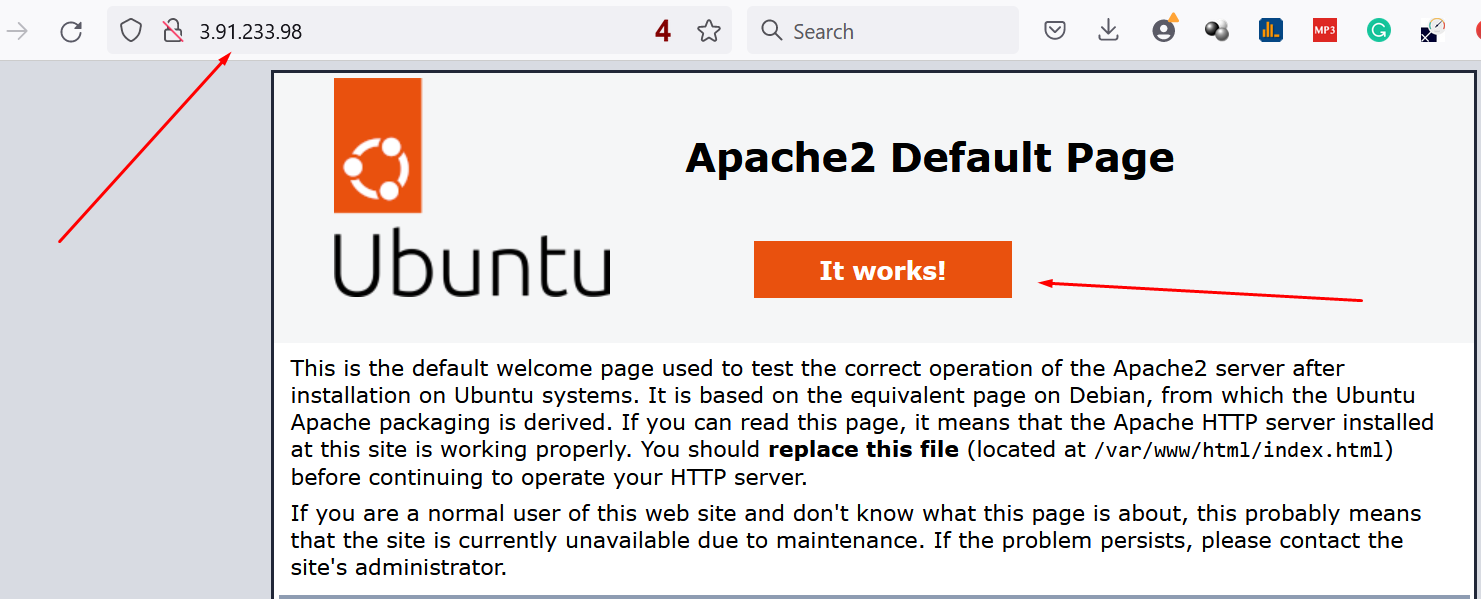 3.91.233.98
4
Search
MP3
Apache2 Default Page
Ubuntu
It works!
This is the default welcome page used to test the correct operation of the Apache2 server after
installation on Ubuntu systems. It is based on the equivalent page on Debian, from which the Ubuntu
Apache packaging is derived. If you can read this page, it means that the Apache HTTP server installed
at this site is working properly. You should replace this file (located at /var/www/html/index.html)
before continuing to operate your HTTP server.
If you are a normal user of this web site and don't know what this page is about, this probably means
that the site is currently unavailable due to maintenance. If the problem persists, please contact the
site's administrator.